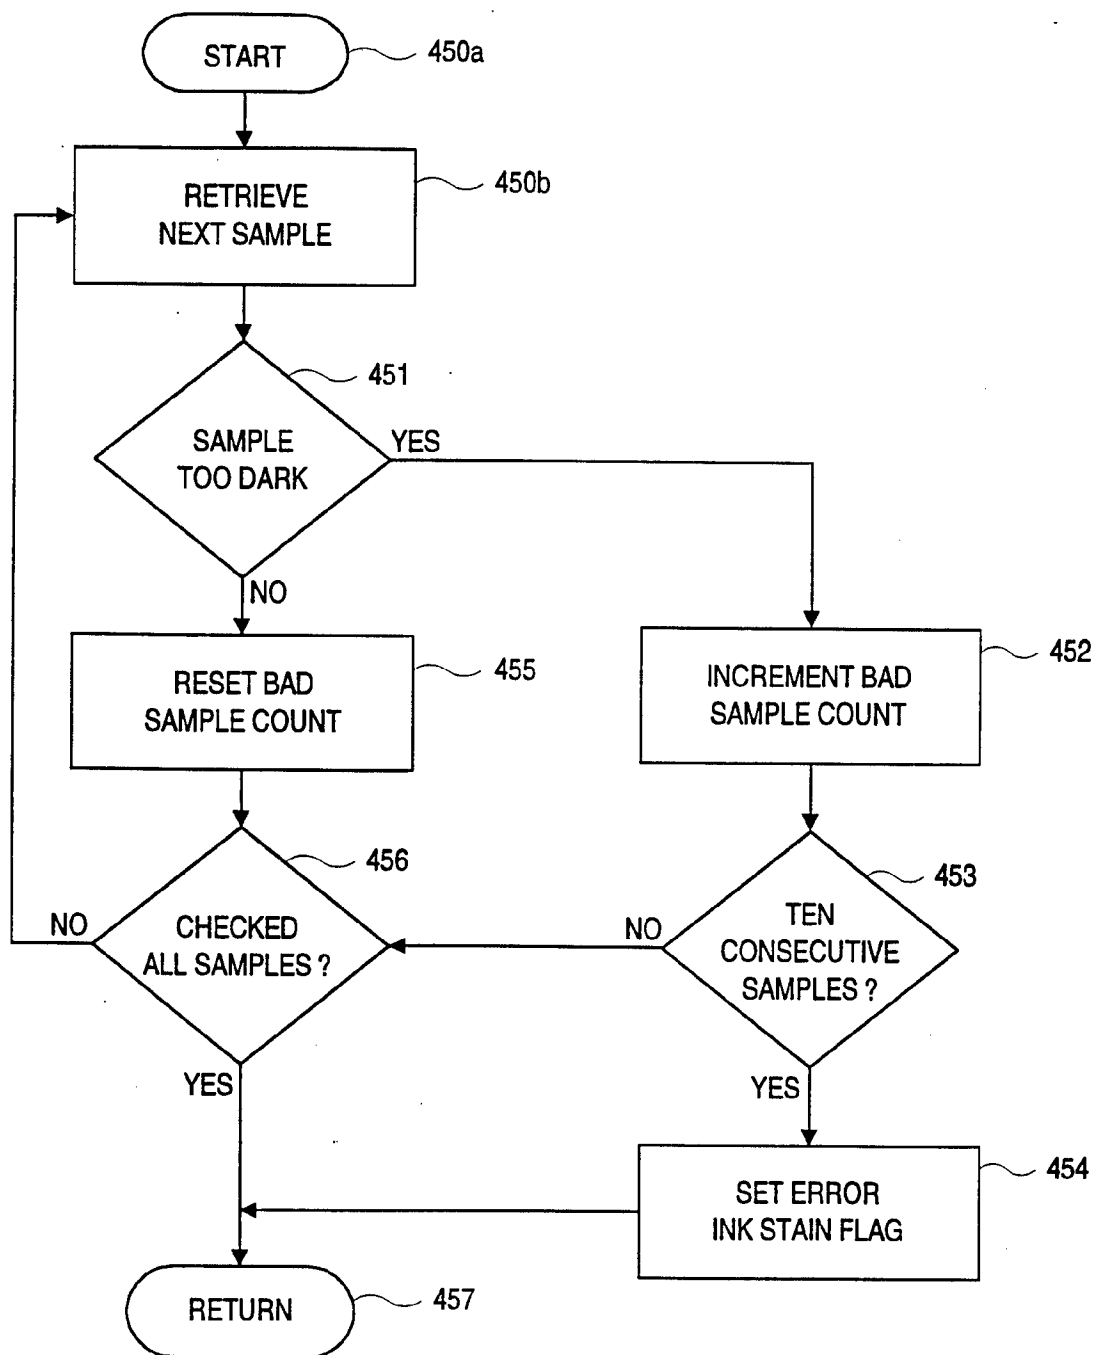 START
450a
RETRIEVE
NEXT SAMPLE
450b
451
SAMPLE
TOO DARK
YES
NO
RESET BAD
SAMPLE COUNT
455
INCREMENT BAD
SAMPLE COUNT
452
456
CHECKED
ALL SAMPLES ?
NO
YES
453
TEN
CONSECUTIVE
SAMPLES ?
NO
YES
SET ERROR
INK STAIN FLAG
454
RETURN
457